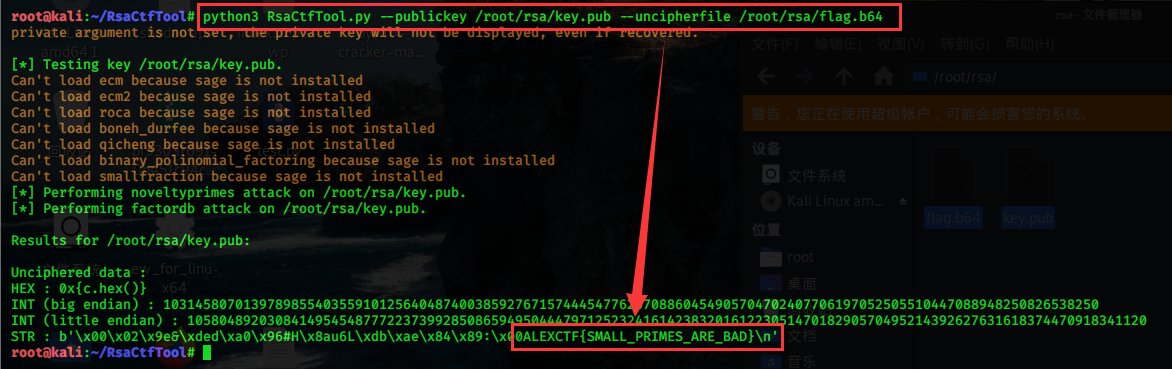 root@kali:~/RsaCtfTool# python3 RsaCtfTool.py --publickey /root/rsa/key.pub --uncipherfile /root/rsa/flag.b64
rsa - 文件管理器
private argument is not set, the private key will not be displayed, even if recovered.
文件(F) 编辑(E) 视图(V) 转到(G) 帮助(H)
amd64 1 wp cracker-ma...
[*] Testing key /root/rsa/key.pub.
/root/rsa/
Can't load ecm because sage is not installed
Can't load ecm2 because sage is not installed
Can't load roca because sage is not installed
警告，您正在使用超级帐户，可能会损害您的系统。
Can't load boneh_durfee because sage is not installed
Can't load qicheng because sage is not installed
设备
Can't load binary_polinomial_factoring because sage is not installed
文件系统
Can't load smallfraction because sage is not installed
[*] Performing noveltyprimes attack on /root/rsa/key.pub.
Kali Linux am...
[*] Performing factordb attack on /root/rsa/key.pub.
flag.b64 key.pub
位置
Results for /root/rsa/key.pub:
root
Unciphered data :
桌面
HEX : 0x{c.hex()}
x64
INT (little endian) :
STR : b'\x00\x02\x9e&\xded\xa0\x96#H\x8au6L\xdb\xae\x84\x89:\x00ALEXCTF{SMALL_PRIMES_ARE_BAD}\n'
文档
root@kali:~/RsaCtfTool#
音乐